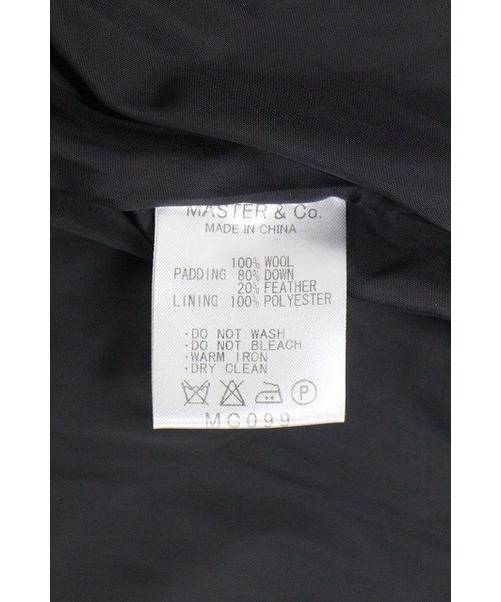 MASTER & Co.
MADE IN CHINA
100% WOOL
PADDING 80% DOWN
20% FEATHER
LINING 100% POLYESTER
・DO NOT WASH
・DO NOT BLEACH
・WARM IRON
・DRY CLEAN
P
MC099